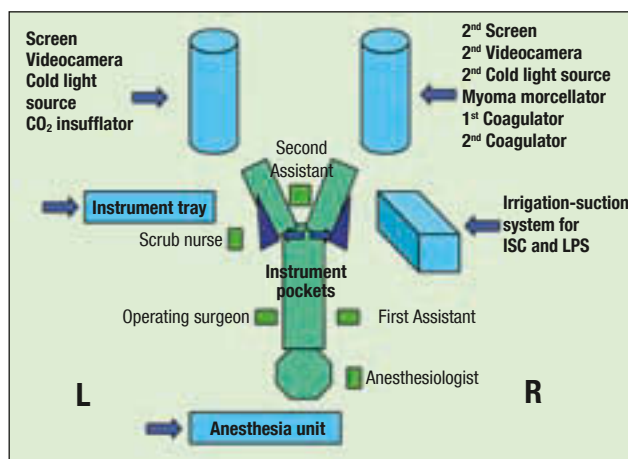 Screen
Videocamera
Cold light
source
CO₂ insufflator
2nd Screen
2nd Videocamera
2nd Cold light source
Myoma morcellator
1st Coagulator
2nd Coagulator
Second
Assistant
Instrument tray
Scrub nurse
Irrigation-suction
system for
ISC and LPS
Instrument
pockets
Operating surgeon
First Assistant
Anesthesiologist
L
R
Anesthesia unit